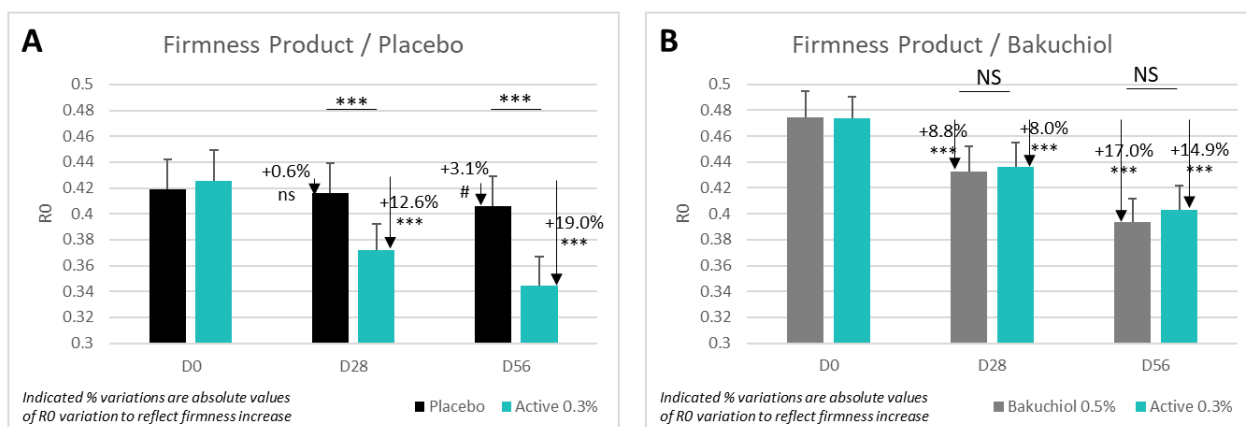 A
Firmness Product / Placebo
0.5
0.48
0.46
0.44
0.42
0.4
0.38
0.36
0.34
0.32
0.3
R0
***
***
+0.6%
ns
+12.6%
***
+3.1%
#
+19.0%
***
D0
D28
D56
Indicated % variations are absolute values
of R0 variation to reflect firmness increase
Placebo
Active 0.3%
B
Firmness Product / Bakuchiol
0.5
0.48
0.46
0.44
0.42
0.4
0.38
0.36
0.34
0.32
0.3
R0
NS
NS
+8.8%
***
+8.0%
***
+17.0%
***
+14.9%
***
D0
D28
D56
Indicated % variations are absolute values
of R0 variation to reflect firmness increase
Bakuchiol 0.5%
Active 0.3%